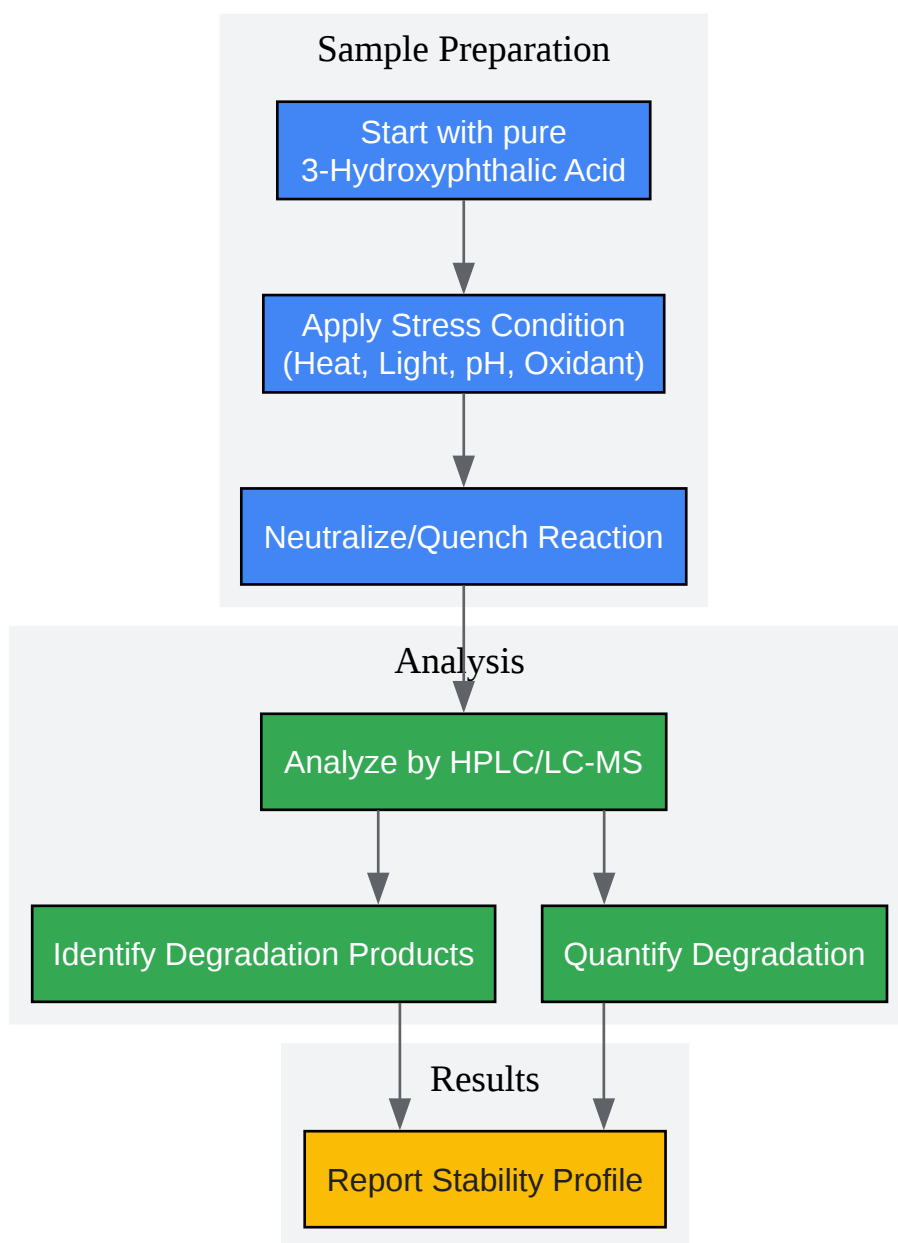 Sample Preparation
Start with pure
3-Hydroxyphthalic Acid
Apply Stress Condition
(Heat, Light, pH, Oxidant)
Neutralize/Quench Reaction
Analysis
Analyze by HPLC/LC-MS
Identify Degradation Products
Quantify Degradation
Results
Report Stability Profile